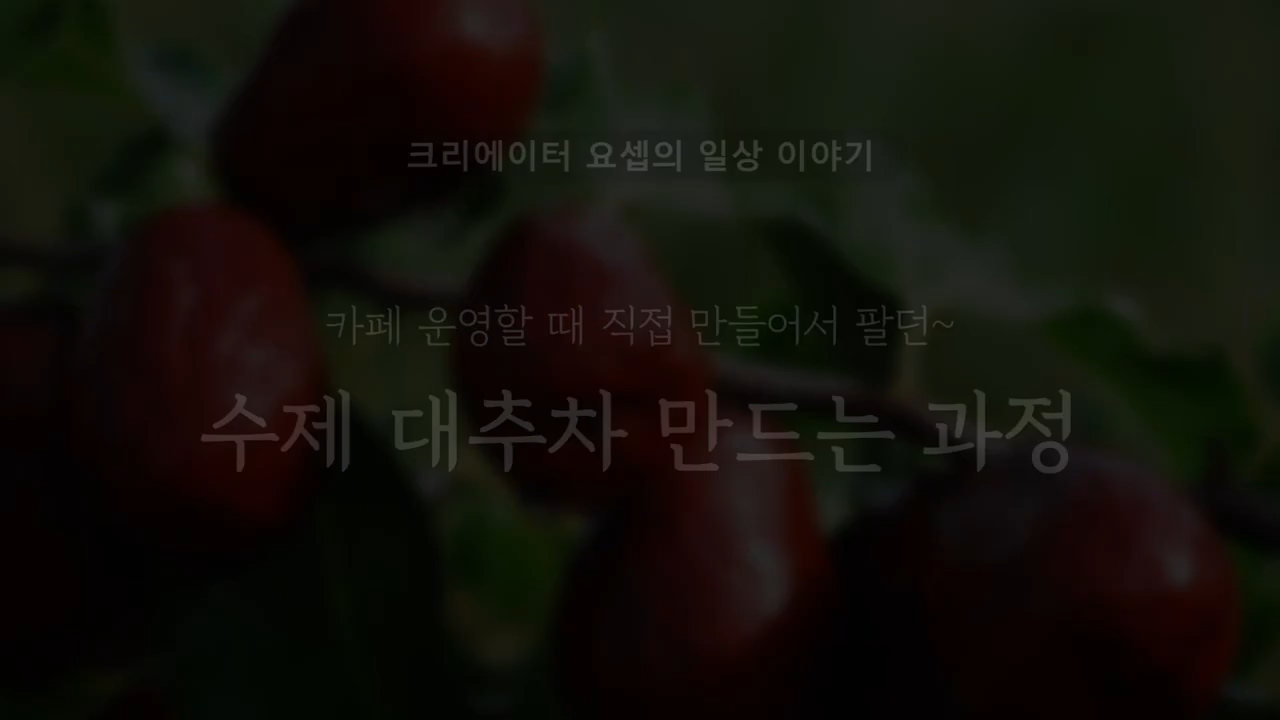 크리에이터 요셉의 일상 이야기
카페 운영할 때 직접 만들어서 팔던~
수제 대추차 만드는 과정